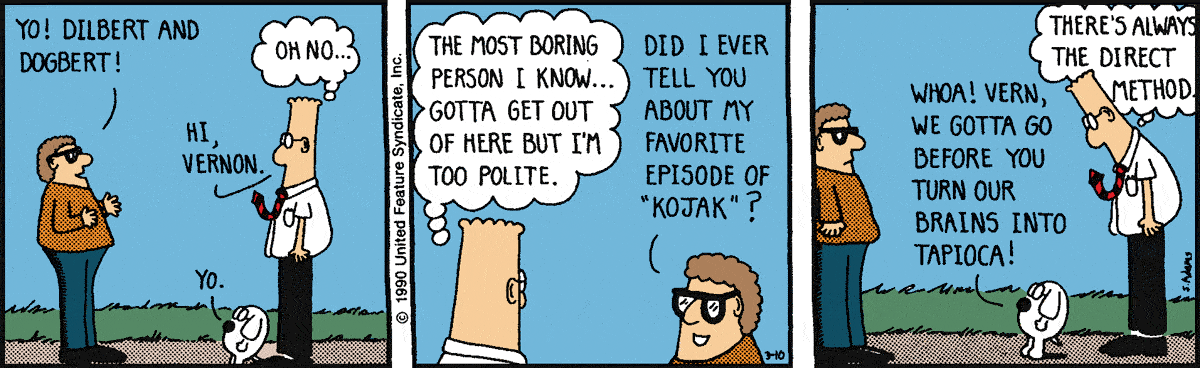 YO! DILBERT AND
DOGBERT!
OH NO...
HI,
VERNON.
YO.
© 1990 United Feature Syndicate, Inc.
THE MOST BORING
PERSON I KNOW...
GOTTA GET OUT
OF HERE BUT I'M
TOO POLITE.
DID I EVER
TELL YOU
ABOUT MY
FAVORITE
EPISODE OF
"KOJAK"?
3-10
WHOA! VERN,
WE GOTTA GO
BEFORE YOU
TURN OUR
BRAINS INTO
TAPIOCA!
THERE'S ALWAYS
THE DIRECT
METHOD.
S.Adams